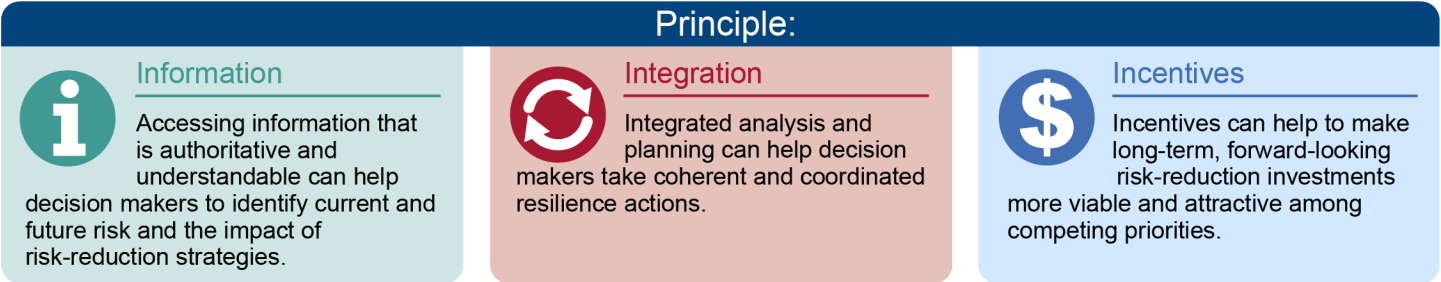 Principle:
Information
Accessing information that
is authoritative and
understandable can help
decision makers to identify current and
future risk and the impact of
risk-reduction strategies.
Integration
Integrated analysis and
planning can help decision
makers take coherent and coordinated
resilience actions.
$
Incentives
Incentives can help to make
long-term, forward-looking
risk-reduction investments
more viable and attractive among
competing priorities.